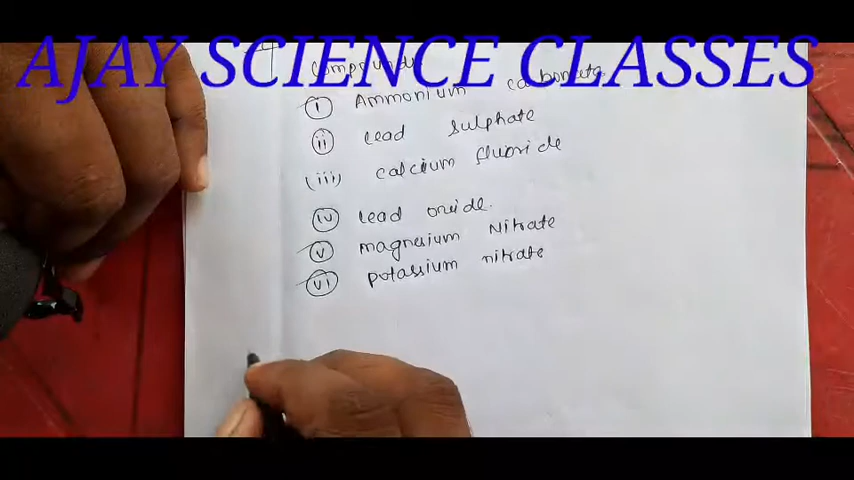 AJAY SCIENCE CLASSES
compounds
(i) Ammonium carbonate
(ii) lead sulphate
(iii) calcium fluoride
(iv) lead oxide.
(v) magnesium Nitrate
(vi) potassium nitrate